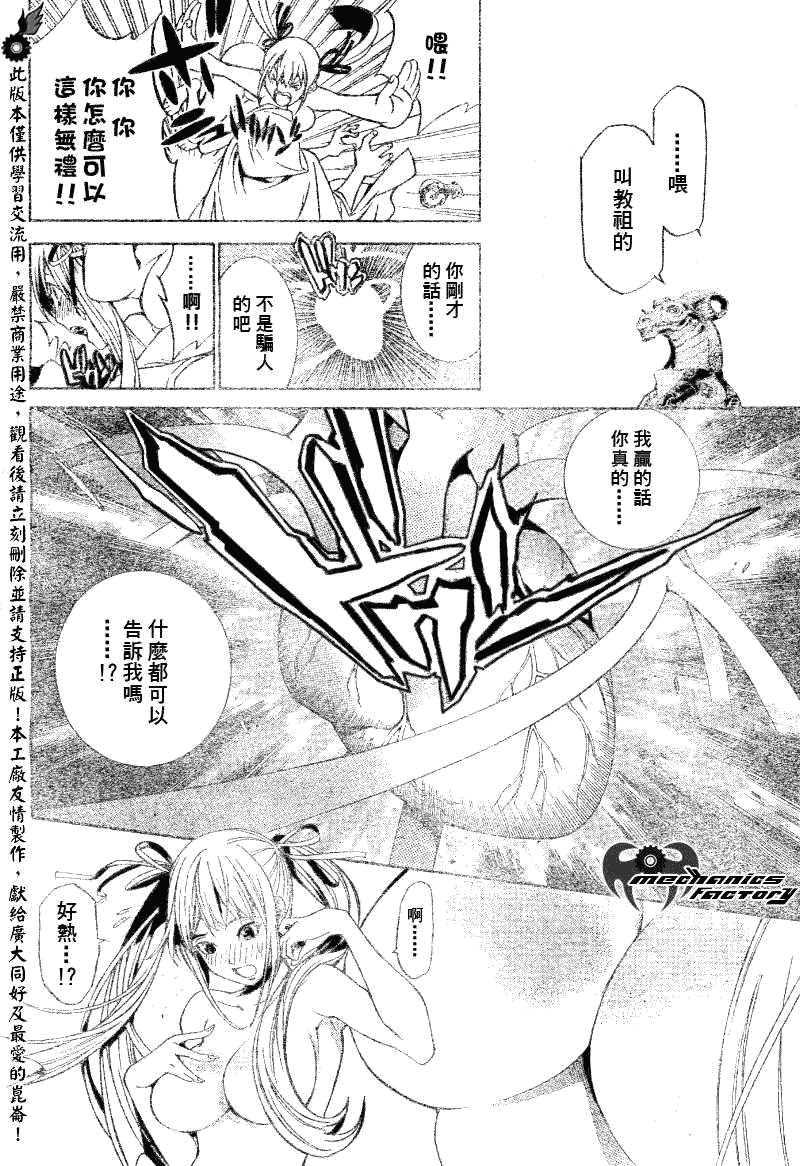 ……喂
叫教祖的
喂!!
你 你
你怎麼可以
這樣無禮!!
你剛才
的話……
不是騙人
的吧
……啊!!
我贏的話
你真的……
什麼都可以
告訴我嗎
……!?
啊……
好熱…!?
mechanics
Factory
此版本僅供學習交流用，嚴禁商業用途，觀看後請立刻刪除並請支持正版！本工廠友情製作，獻給廣大同好及最愛的崑崙！